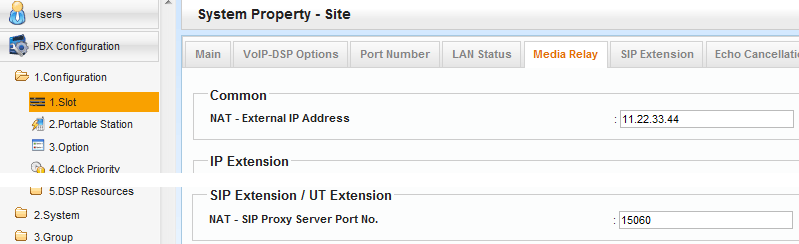 Users
PBX Configuration
1.Configuration
1.Slot
2.Portable Station
3.Option
4.Clock Priority
5.DSP Resources
2.System
3.Group
System Property - Site
Main VoIP-DSP Options Port Number LAN Status Media Relay SIP Extension Echo Cancellati
Common
NAT - External IP Address : 11.22.33.44
IP Extension
SIP Extension / UT Extension
NAT - SIP Proxy Server Port No. : 15060